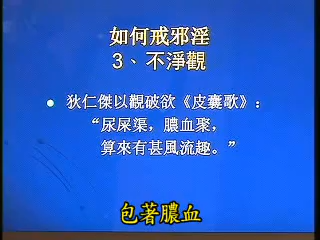 如何戒邪淫
3、不淨觀
• 狄仁傑以觀破欲《皮囊歌》：
“尿屎渠，膿血聚，
算來有甚風流趣。”
包著膿血